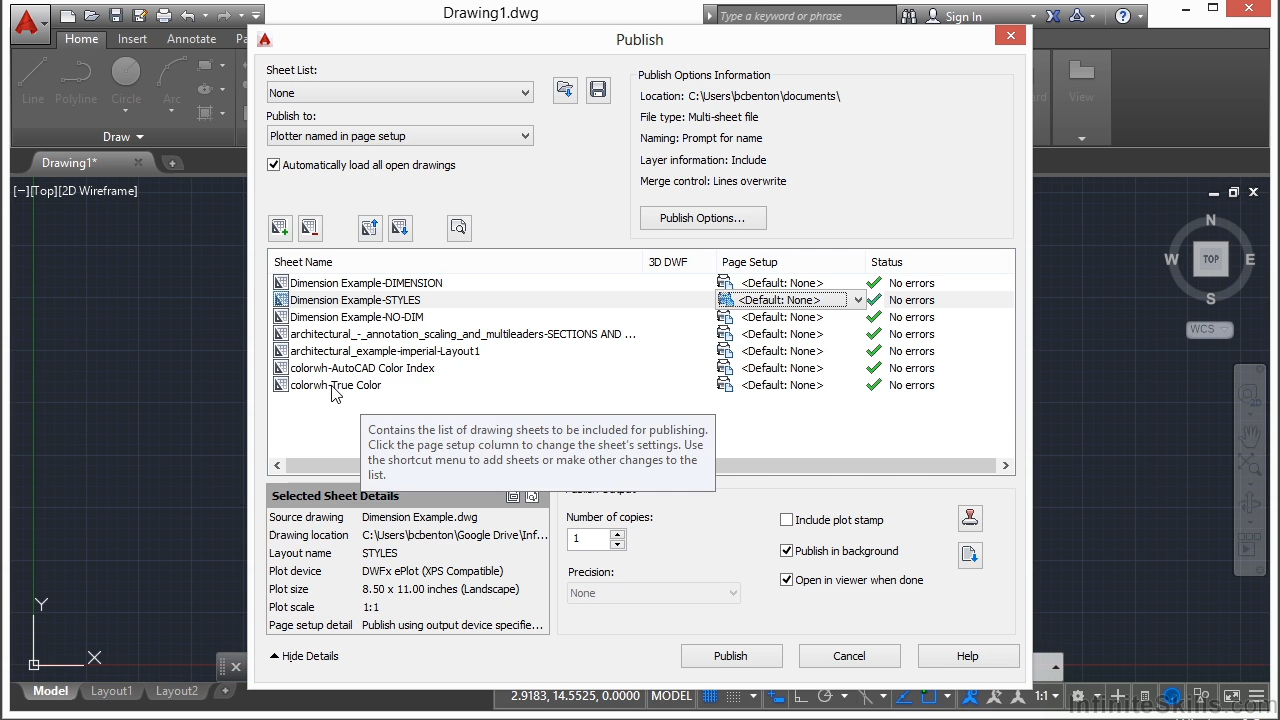 Drawing1.dwg
Type a keyword or phrase
Sign In
Home Insert Annotate Pa
Line Polyline Circle Arc
View
Draw
Drawing1*
[−][Top][2D Wireframe]
N
W TOP E
S
WCS
Publish
Sheet List:
None
Publish to:
Plotter named in page setup
Automatically load all open drawings
Publish Options Information
Location: C:\Users\bcbenton\documents\
File type: Multi-sheet file
Naming: Prompt for name
Layer information: Include
Merge control: Lines overwrite
Publish Options...
Sheet Name 3D DWF Page Setup Status
Dimension Example-DIMENSION <Default: None> No errors
Dimension Example-STYLES <Default: None> No errors
Dimension Example-NO-DIM <Default: None> No errors
architectural_-_annotation_scaling_and_multileaders-SECTIONS AND ... <Default: None> No errors
architectural_example-imperial-Layout1 <Default: None> No errors
colorwh-AutoCAD Color Index <Default: None> No errors
colorwh-True Color <Default: None> No errors
Contains the list of drawing sheets to be included for publishing.
Click the page setup column to change the sheet's settings. Use
the shortcut menu to add sheets or make other changes to the
list.
Selected Sheet Details
Source drawing Dimension Example.dwg
Drawing location C:\Users\bcbenton\Google Drive\Inf...
Layout name STYLES
Plot device DWFx ePlot (XPS Compatible)
Plot size 8.50 x 11.00 inches (Landscape)
Plot scale 1:1
Page setup detail Publish using output device specifie...
Number of copies:
1
Precision:
None
Include plot stamp
Publish in background
Open in viewer when done
Hide Details
Publish Cancel Help
Y
X
Model Layout1 Layout2
2.9183, 14.5525, 0.0000 MODEL 1:1
InfiniteSkills.com